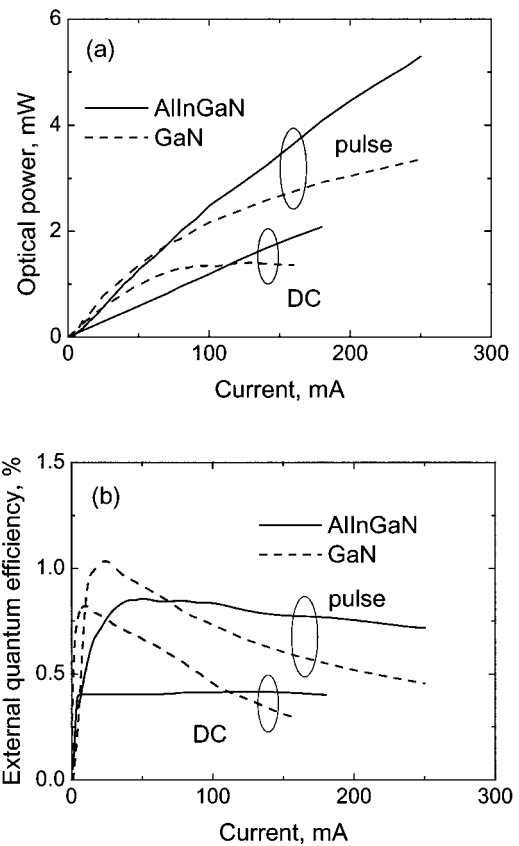 (a)
AlInGaN
GaN
pulse
DC
Optical power, mW
6
4
2
0
0 100 200 300
Current, mA
(b)
AlInGaN
GaN
pulse
DC
External quantum efficiency, %
1.5
1.0
0.5
0.0
0 100 200 300
Current, mA